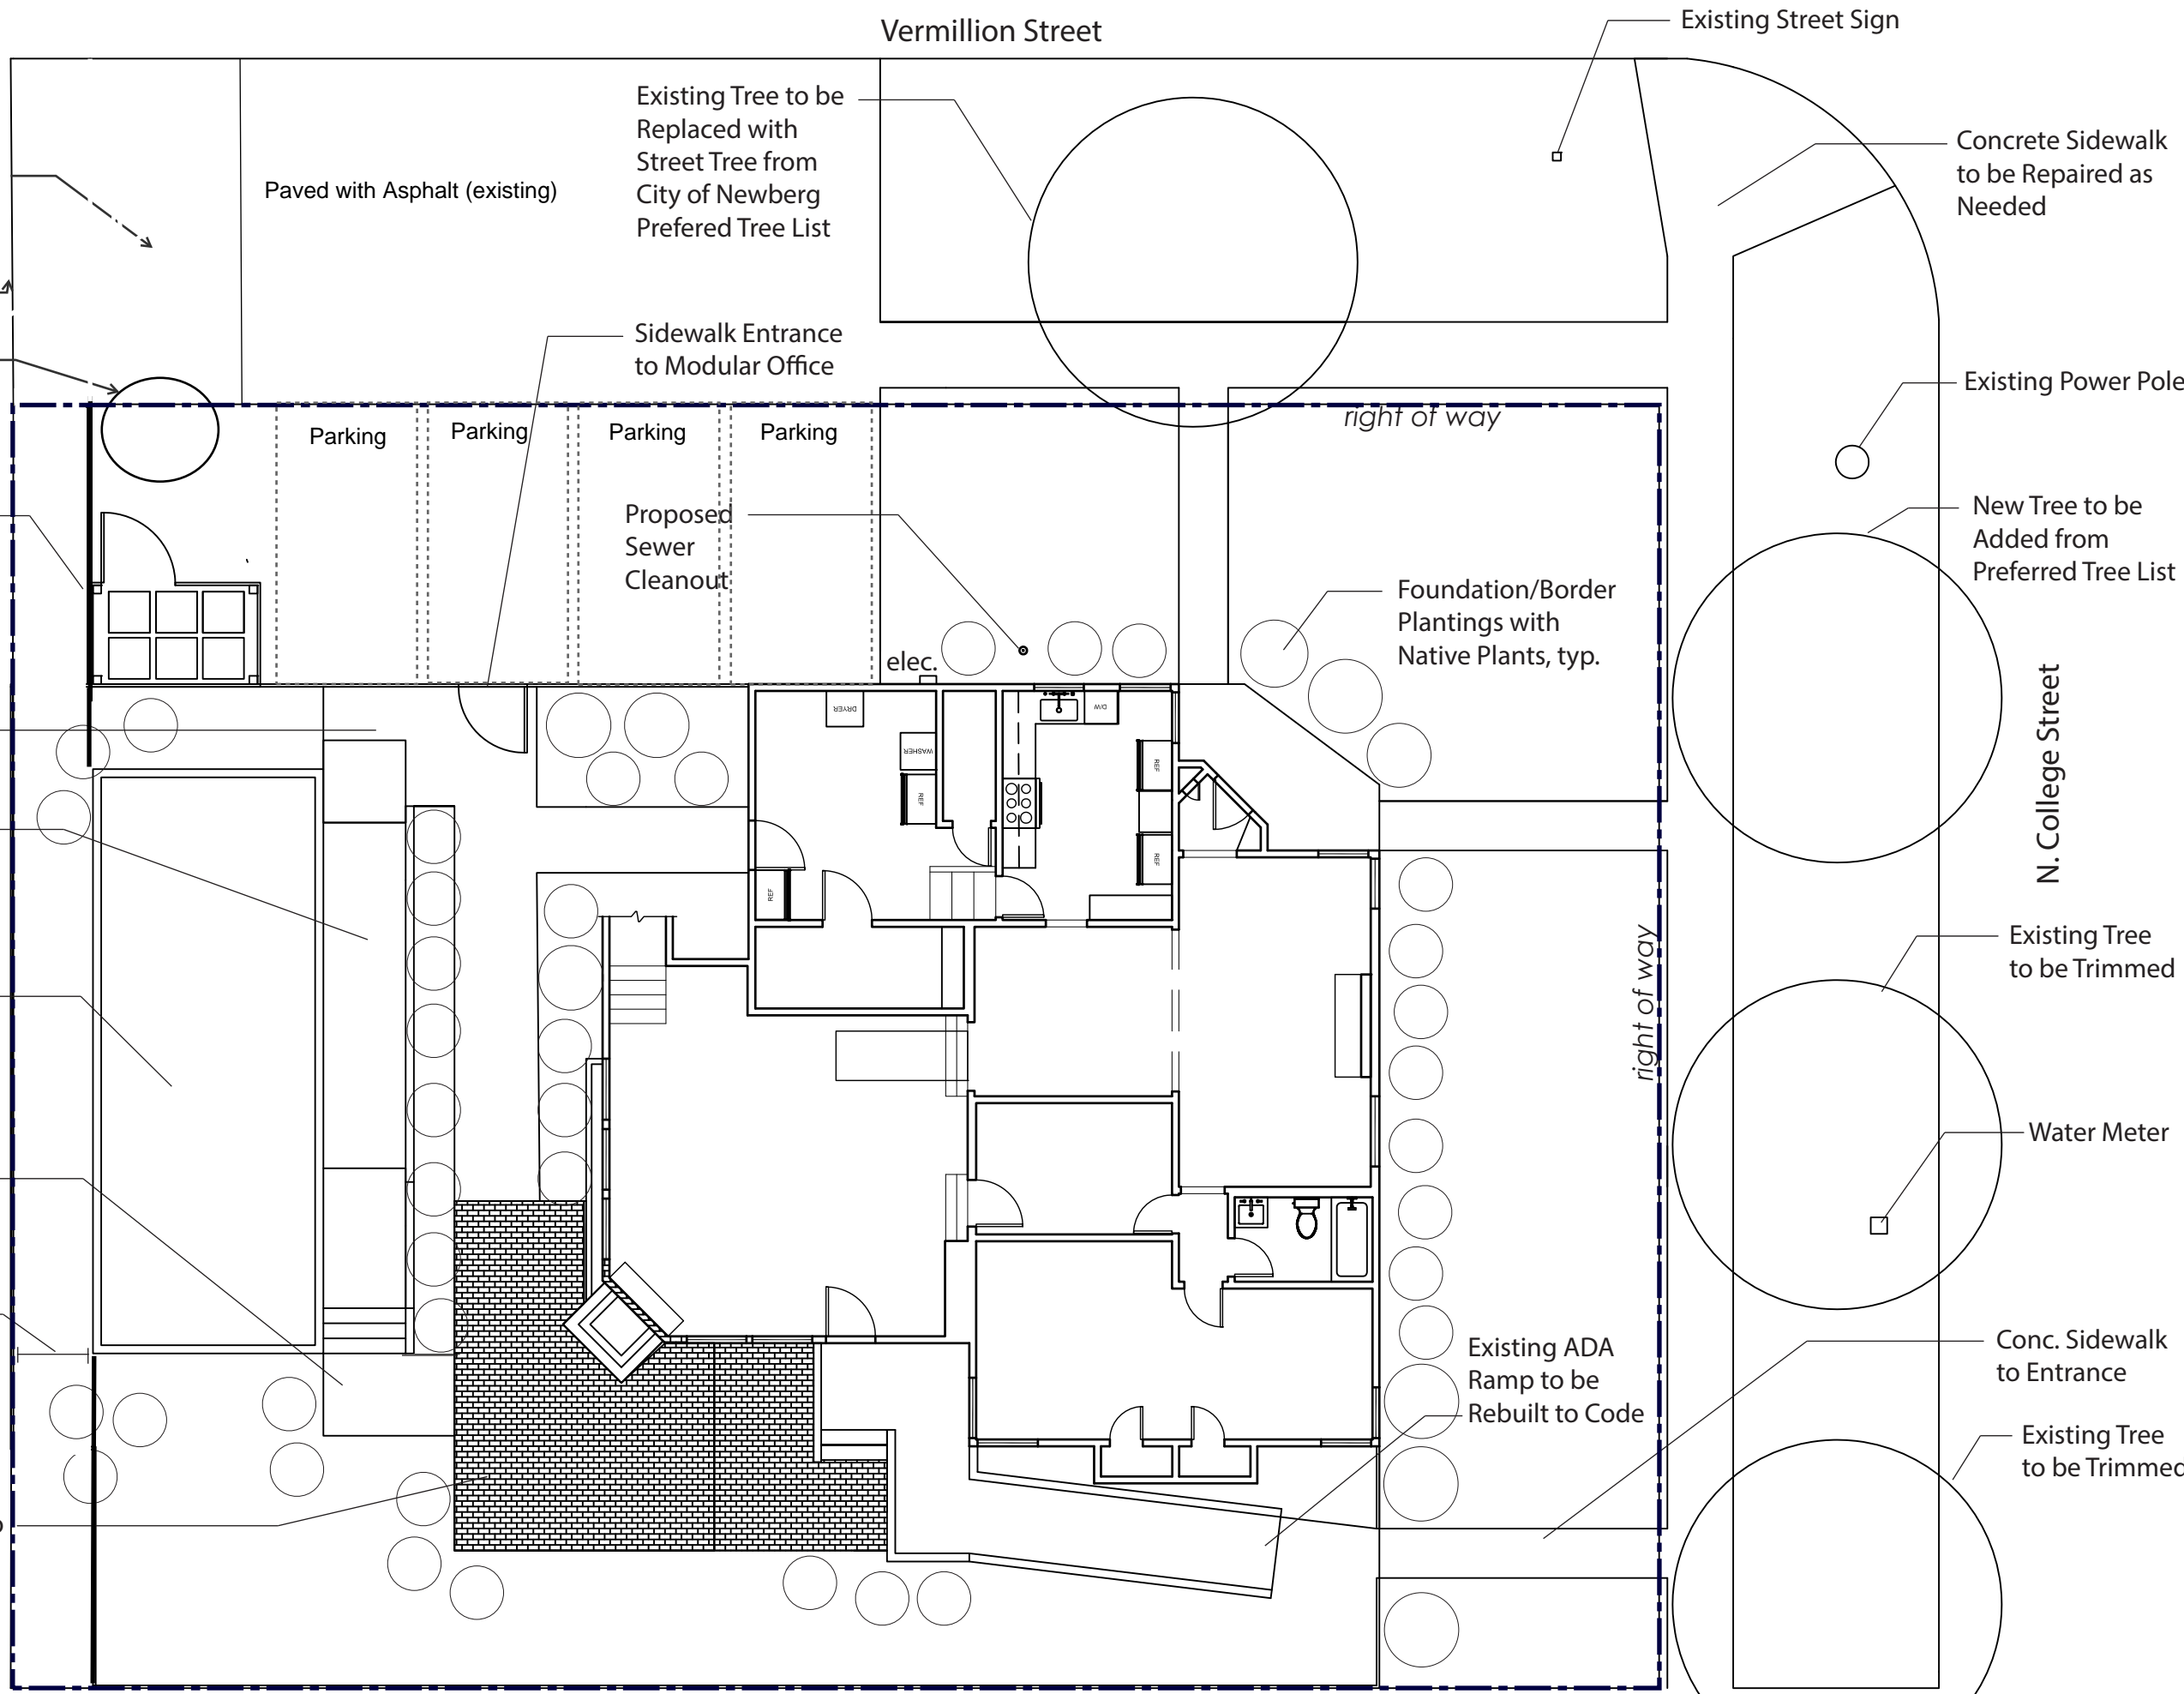 Vermillion Street
Existing Street Sign
Existing Tree to be
Replaced with
Street Tree from
City of Newberg
Prefered Tree List
Concrete Sidewalk
to be Repaired as
Needed
Paved with Asphalt (existing)
Sidewalk Entrance
to Modular Office
Existing Power Pole
right of way
Parking
Parking
Parking
Parking
New Tree to be
Added from
Preferred Tree List
Proposed
Sewer
Cleanout
Foundation/Border
Plantings with
Native Plants, typ.
elec.
N. College Street
DRYER
D/W
WASHER
REF
REF
REF
REF
right of way
Existing Tree
to be Trimmed
Water Meter
Conc. Sidewalk
to Entrance
Existing ADA
Ramp to be
Rebuilt to Code
Existing Tree
to be Trimmed